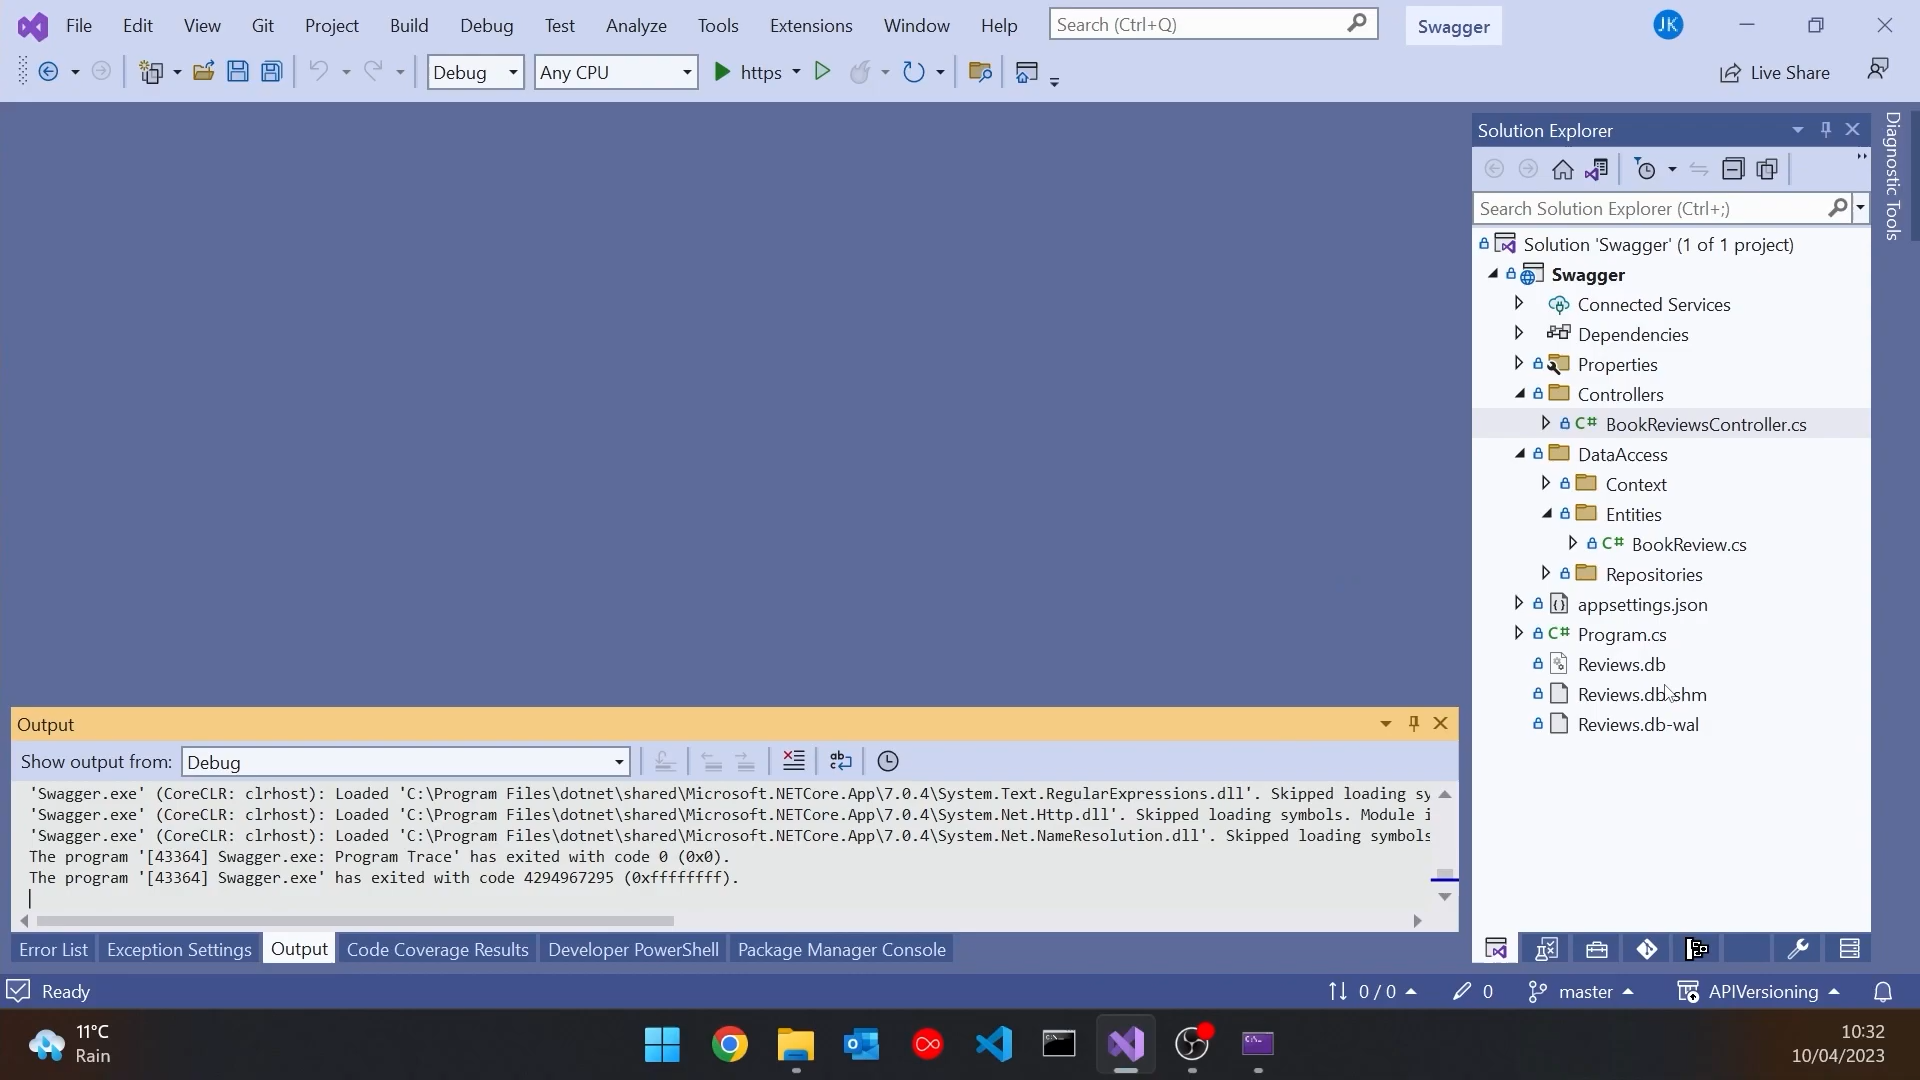 File Edit View Git Project Build Debug Test Analyze Tools Extensions Window Help Search (Ctrl+Q) Swagger JK
Debug Any CPU https Live Share
Solution Explorer
Diagnostic Tools
Search Solution Explorer (Ctrl+;)
Solution 'Swagger' (1 of 1 project)
Swagger
Connected Services
Dependencies
Properties
Controllers
C# BookReviewsController.cs
DataAccess
Context
Entities
C# BookReview.cs
Repositories
appsettings.json
C# Program.cs
Reviews.db
Reviews.db-shm
Reviews.db-wal
Output
Show output from: Debug
'Swagger.exe' (CoreCLR: clrhost): Loaded 'C:\Program Files\dotnet\shared\Microsoft.NETCore.App\7.0.4\System.Text.RegularExpressions.dll'. Skipped loading sy
'Swagger.exe' (CoreCLR: clrhost): Loaded 'C:\Program Files\dotnet\shared\Microsoft.NETCore.App\7.0.4\System.Net.Http.dll'. Skipped loading symbols. Module i
'Swagger.exe' (CoreCLR: clrhost): Loaded 'C:\Program Files\dotnet\shared\Microsoft.NETCore.App\7.0.4\System.Net.NameResolution.dll'. Skipped loading symbols
The program '[43364] Swagger.exe: Program Trace' has exited with code 0 (0x0).
The program '[43364] Swagger.exe' has exited with code 4294967295 (0xffffffff).
Error List Exception Settings Output Code Coverage Results Developer PowerShell Package Manager Console
Ready 0 / 0 0 master APIVersioning
11°C
Rain
10:32
10/04/2023